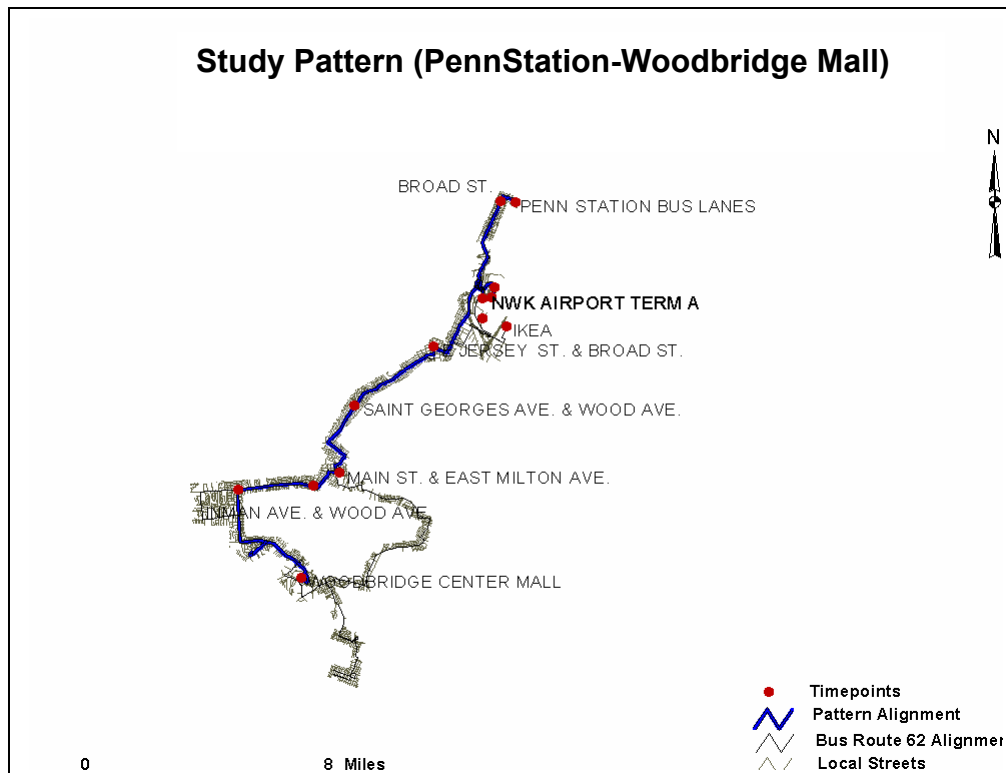 Study Pattern (PennStation-Woodbridge Mall)
N
BROAD ST.
PENN STATION BUS LANES
NWK AIRPORT TERM A
IKEA
JERSEY ST. & BROAD ST.
SAINT GEORGES AVE. & WOOD AVE.
MAIN ST. & EAST MILTON AVE.
INMAN AVE. & WOOD AVE
WOODBRIDGE CENTER MALL
Timepoints
Pattern Alignment
Bus Route 62 Alignmen
Local Streets
0 8 Miles